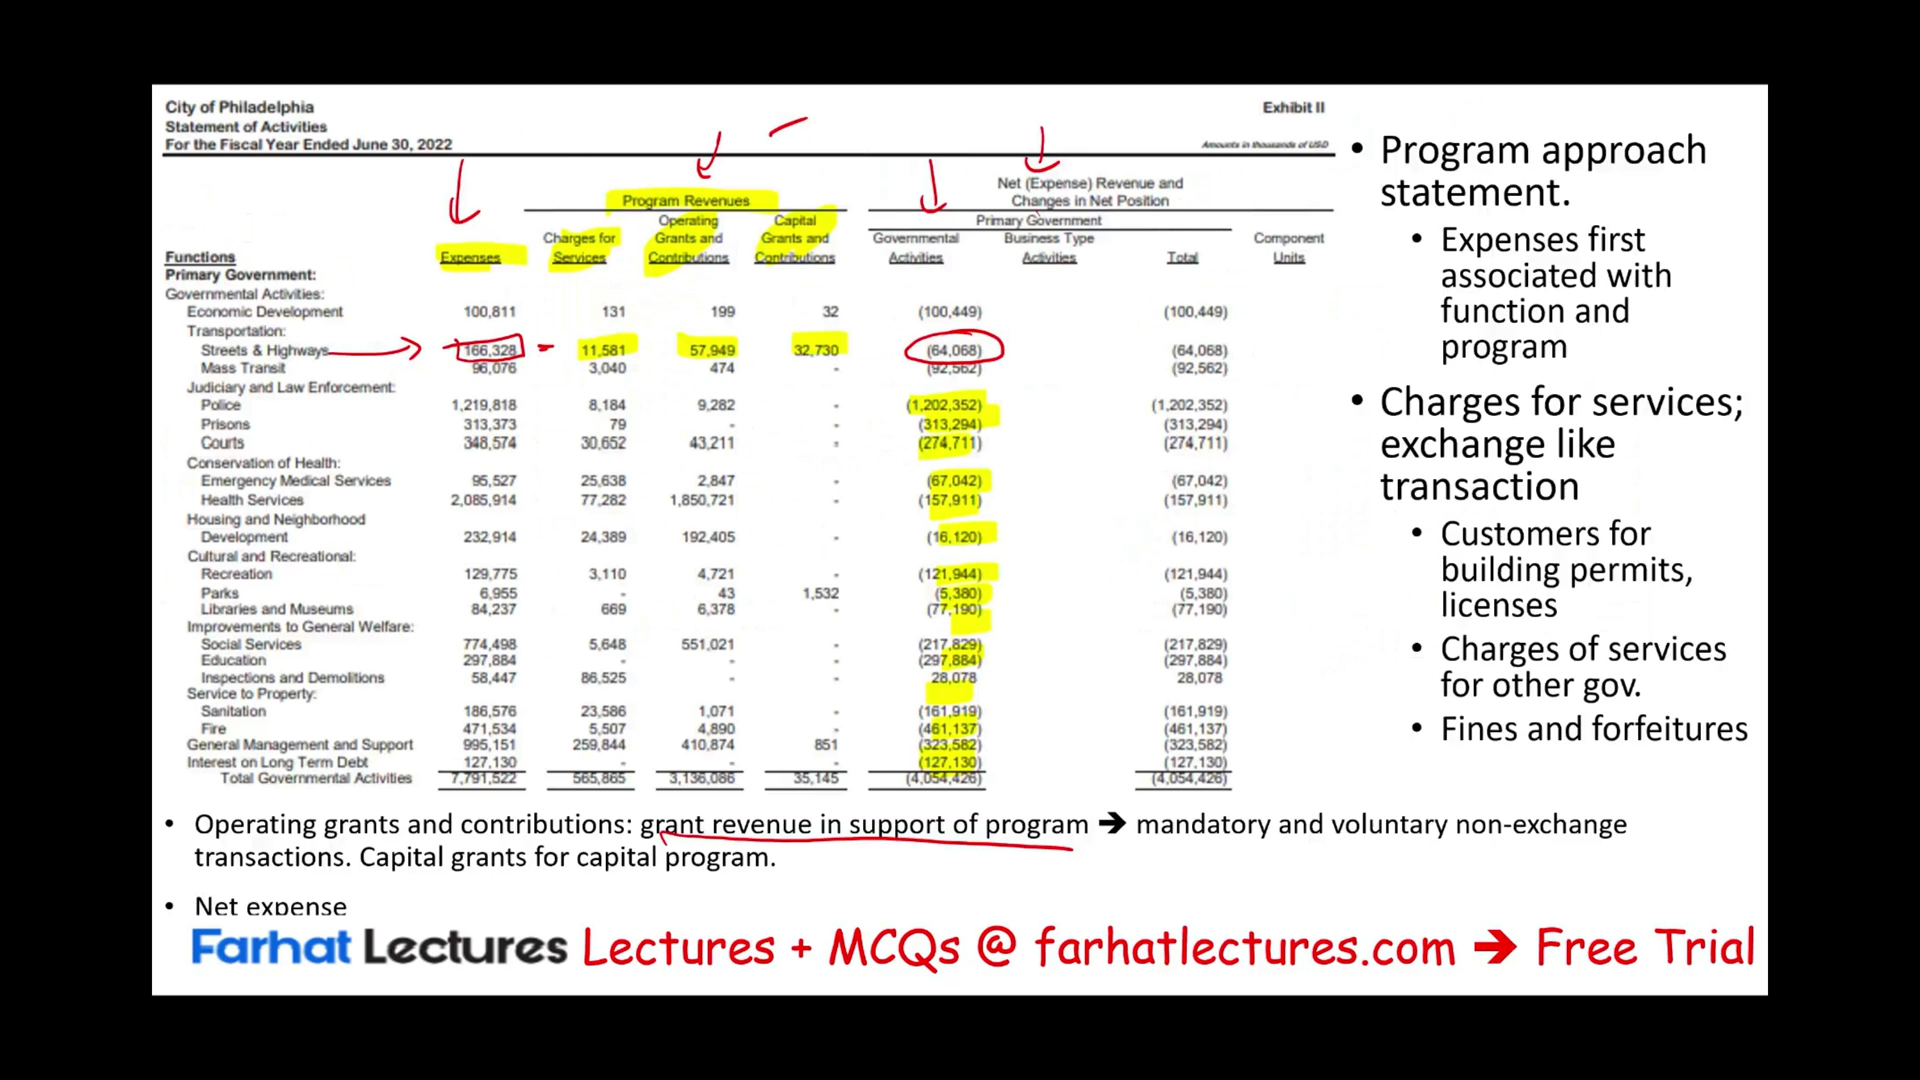 City of Philadelphia Exhibit II
Statement of Activities
For the Fiscal Year Ended June 30, 2022 Amounts in thousands of USD
Net (Expense) Revenue and
Program Revenues Changes in Net Position
Operating Capital Primary Government
Charges for Grants and Grants and Governmental Business Type Component
Functions Expenses Services Contributions Contributions Activities Activities Total Units
Primary Government:
Governmental Activities:
Economic Development 100,811 131 199 32 (100,449) (100,449)
Transportation:
Streets & Highways 166,328 11,581 57,949 32,730 (64,068) (64,068)
Mass Transit 96,076 3,040 474 - (92,562) (92,562)
Judiciary and Law Enforcement:
Police 1,219,818 8,184 9,282 - (1,202,352) (1,202,352)
Prisons 313,373 79 - - (313,294) (313,294)
Courts 348,574 30,652 43,211 - (274,711) (274,711)
Conservation of Health:
Emergency Medical Services 95,527 25,638 2,847 - (67,042) (67,042)
Health Services 2,085,914 77,282 1,850,721 - (157,911) (157,911)
Housing and Neighborhood
Development 232,914 24,389 192,405 - (16,120) (16,120)
Cultural and Recreational:
Recreation 129,775 3,110 4,721 - (121,944) (121,944)
Parks 6,955 - 43 1,532 (5,380) (5,380)
Libraries and Museums 84,237 669 6,378 - (77,190) (77,190)
Improvements to General Welfare:
Social Services 774,498 5,648 551,021 - (217,829) (217,829)
Education 297,884 - - - (297,884) (297,884)
Inspections and Demolitions 58,447 86,525 - - 28,078 28,078
Service to Property:
Sanitation 186,576 23,586 1,071 - (161,919) (161,919)
Fire 471,534 5,507 4,890 - (461,137) (461,137)
General Management and Support 995,151 259,844 410,874 851 (323,582) (323,582)
Interest on Long Term Debt 127,130 - - - (127,130) (127,130)
Total Governmental Activities 7,791,522 565,865 3,136,086 35,145 (4,054,426) (4,054,426)
• Program approach
statement.
• Expenses first
associated with
function and
program
• Charges for services;
exchange like
transaction
• Customers for
building permits,
licenses
• Charges of services
for other gov.
• Fines and forfeitures
• Operating grants and contributions: grant revenue in support of program ➔ mandatory and voluntary non-exchange
transactions. Capital grants for capital program.
• Net expense
Farhat Lectures Lectures + MCQs @ farhatlectures.com ➔ Free Trial